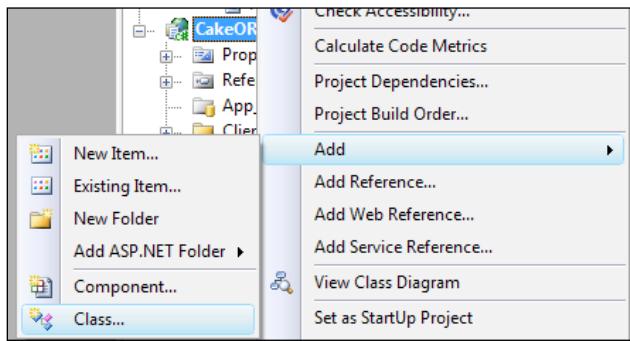 Check Accessibility...
CakeOR
Calculate Code Metrics
Prop
Refe
Project Dependencies...
App_
Project Build Order...
Clien
Add
Add Reference...
Add Web Reference...
Add Service Reference...
View Class Diagram
Set as StartUp Project
New Item...
Existing Item...
New Folder
Add ASP.NET Folder
Component...
Class...